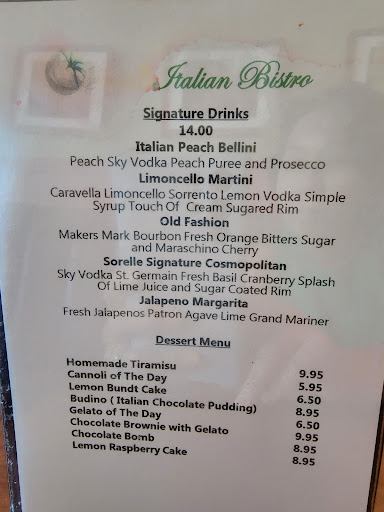 Italian Bistro
Signature Drinks
14.00
Italian Peach Bellini
Peach Sky Vodka Peach Puree and Prosecco
Limoncello Martini
Caravella Limoncello Sorrento Lemon Vodka Simple
Syrup Touch Of Cream Sugared Rim
Old Fashion
Makers Mark Bourbon Fresh Orange Bitters Sugar
and Maraschino Cherry
Sorelle Signature Cosmopolitan
Sky Vodka St. Germain Fresh Basil Cranberry Splash
Of Lime Juice and Sugar Coated Rim
Jalapeno Margarita
Fresh Jalapenos Patron Agave Lime Grand Mariner
Dessert Menu
Homemade Tiramisu 9.95
Cannoli of The Day 5.95
Lemon Bundt Cake 6.50
Budino ( Italian Chocolate Pudding) 8.95
Gelato of The Day 6.50
Chocolate Brownie with Gelato 9.95
Chocolate Bomb 8.95
Lemon Raspberry Cake 8.95